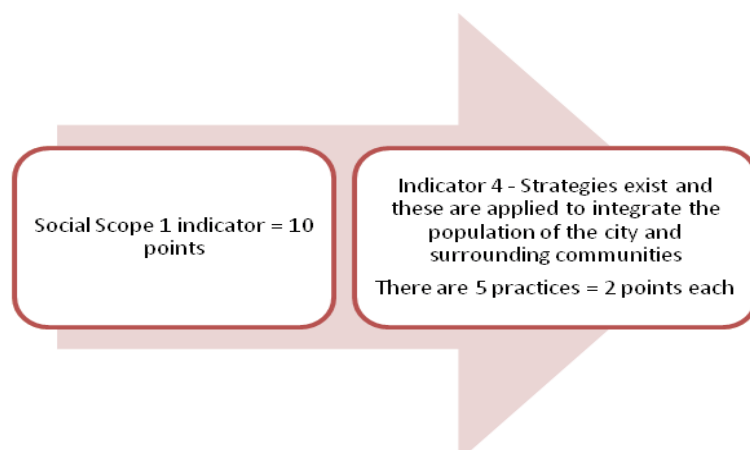 Social Scope 1 indicator = 10
points
Indicator 4 - Strategies exist and
these are applied to integrate the
population of the city and
surrounding communities
There are 5 practices = 2 points each